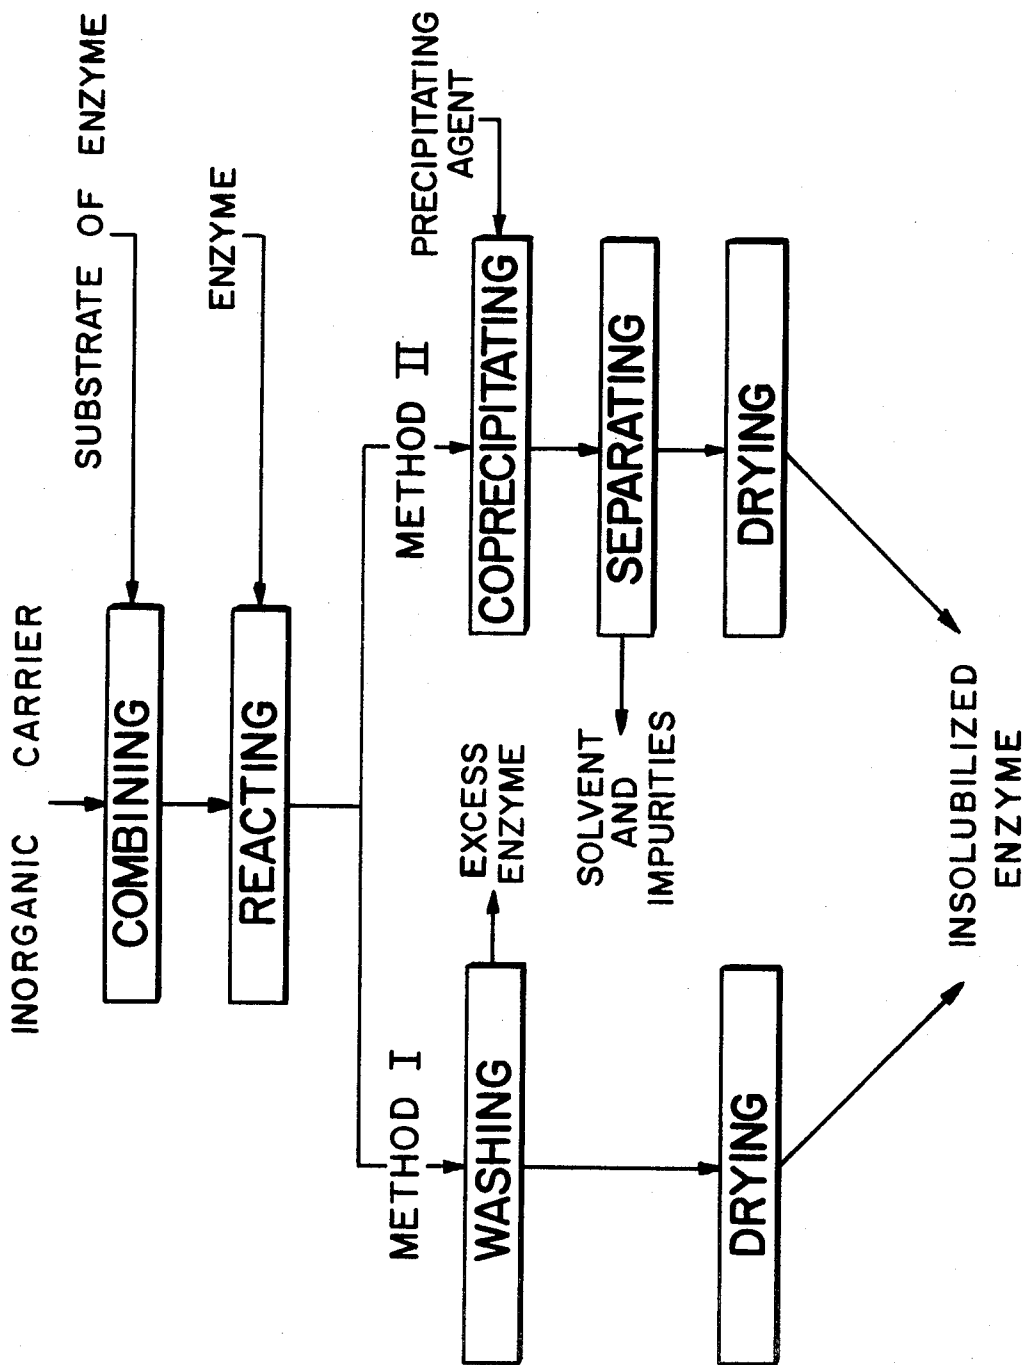 INORGANIC CARRIER
SUBSTRATE OF ENZYME
COMBINING
ENZYME
REACTING
METHOD I
METHOD II
WASHING
EXCESS
ENZYME
PRECIPITATING
AGENT
COPRECIPITATING
SOLVENT
AND
IMPURITIES
SEPARATING
DRYING
DRYING
INSOLUBILIZED
ENZYME